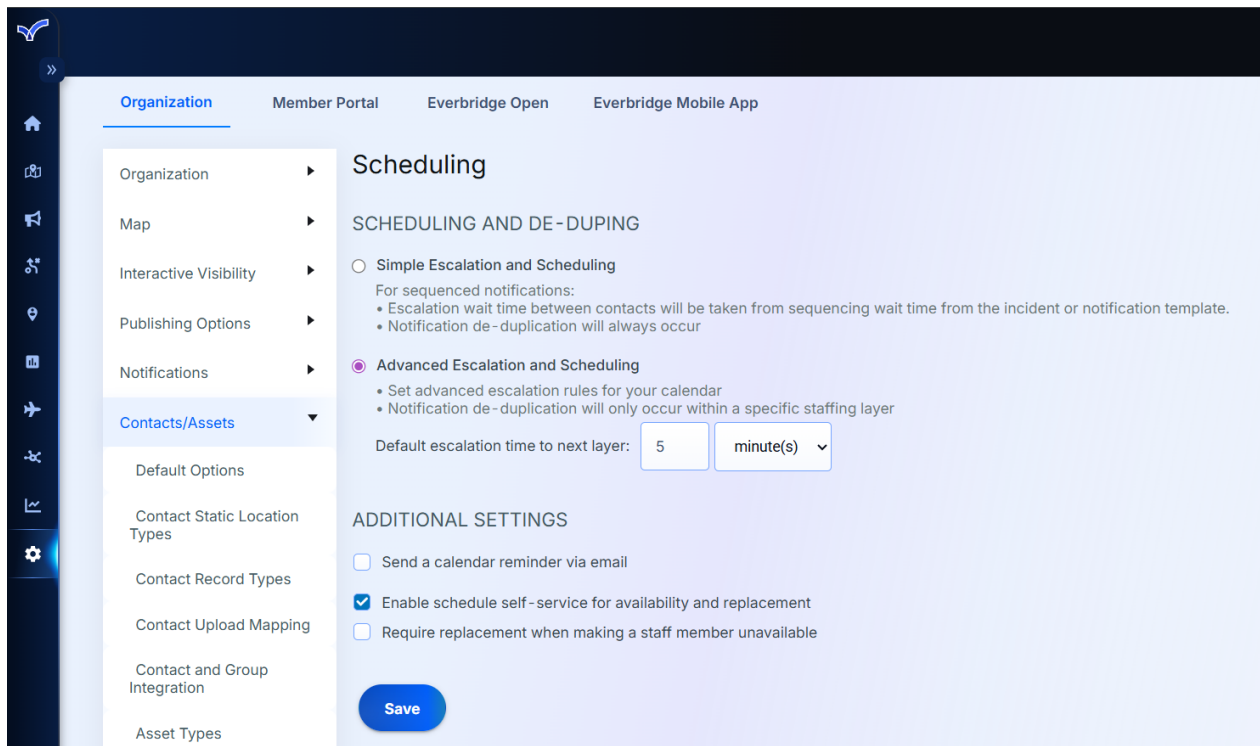 Organization
Member Portal
Everbridge Open
Everbridge Mobile App
Organization
Map
Interactive Visibility
Publishing Options
Notifications
Contacts/Assets
Default Options
Contact Static Location
Types
Contact Record Types
Contact Upload Mapping
Contact and Group
Integration
Asset Types
Scheduling
SCHEDULING AND DE-DUPING
Simple Escalation and Scheduling
For sequenced notifications:
• Escalation wait time between contacts will be taken from sequencing wait time from the incident or notification template.
• Notification de-duplication will always occur
Advanced Escalation and Scheduling
• Set advanced escalation rules for your calendar
• Notification de-duplication will only occur within a specific staffing layer
Default escalation time to next layer: 5 minute(s)
ADDITIONAL SETTINGS
Send a calendar reminder via email
Enable schedule self-service for availability and replacement
Require replacement when making a staff member unavailable
Save